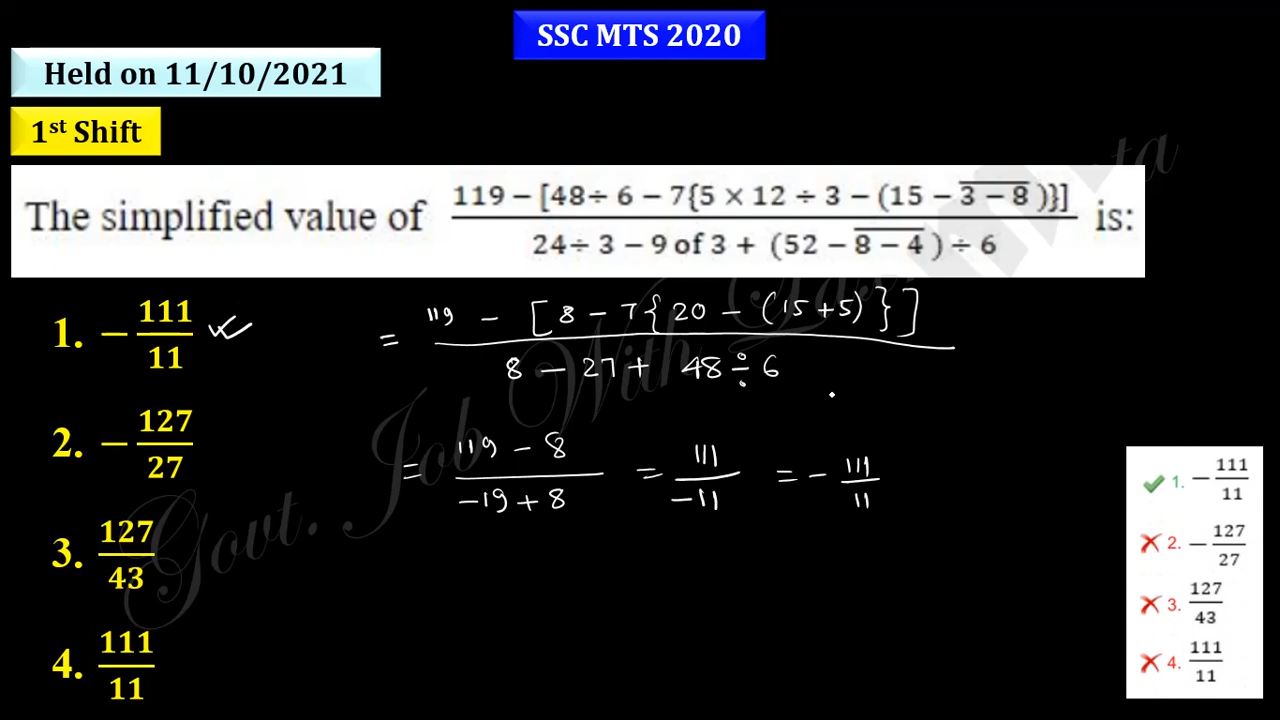 SSC MTS 2020
Held on 11/10/2021
1st Shift
The simplified value of (119 − [48 ÷ 6 − 7{5 × 12 ÷ 3 − (15 − 3̅ ̅−̅ ̅8̅)}]) / (24 ÷ 3 − 9 of 3 + (52 − 8̅ ̅−̅ ̅4̅) ÷ 6) is:
1. − 111/11 ✓
2. − 127/27
3. 127/43
4. 111/11
= (119 − [8 − 7{20 − (15 + 5)}]) / (8 − 27 + 48 ÷ 6)
= (119 − 8) / (−19 + 8) = 111 / −11 = − 111/11
✓ 1. − 111/11
✗ 2. − 127/27
✗ 3. 127/43
✗ 4. 111/11
Govt. Job With